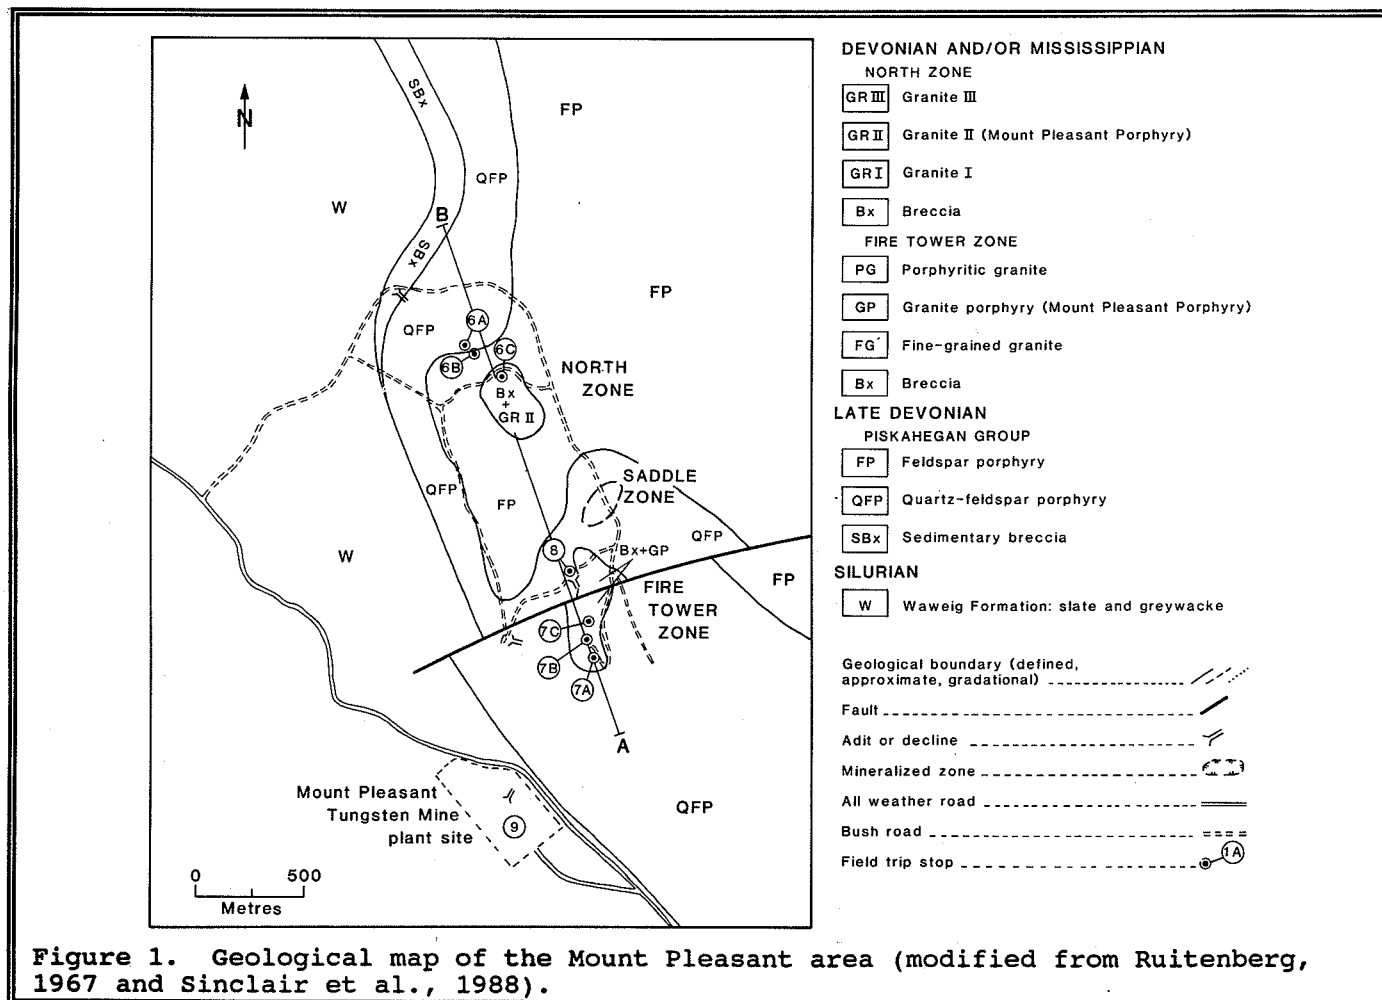 SBx
FP
N
QFP
W
B
SBx
FP
6A
QFP
6C
6B
NORTH
ZONE
Bx
+
GR II
SADDLE
ZONE
QFP
FP
QFP
W
8
Bx+GP
FP
FIRE
TOWER
ZONE
7C
7B
7A
A
Mount Pleasant
Tungsten Mine
plant site
9
QFP
0 500
Metres
DEVONIAN AND/OR MISSISSIPPIAN
NORTH ZONE
GR III Granite III
GR II Granite II (Mount Pleasant Porphyry)
GR I Granite I
Bx Breccia
FIRE TOWER ZONE
PG Porphyritic granite
GP Granite porphyry (Mount Pleasant Porphyry)
FG Fine-grained granite
Bx Breccia
LATE DEVONIAN
PISKAHEGAN GROUP
FP Feldspar porphyry
QFP Quartz-feldspar porphyry
SBx Sedimentary breccia
SILURIAN
W Waweig Formation: slate and greywacke
Geological boundary (defined,
approximate, gradational)
Fault
Adit or decline
Mineralized zone
All weather road
Bush road
Field trip stop 1A
Figure 1. Geological map of the Mount Pleasant area (modified from Ruitenberg,
1967 and Sinclair et al., 1988).